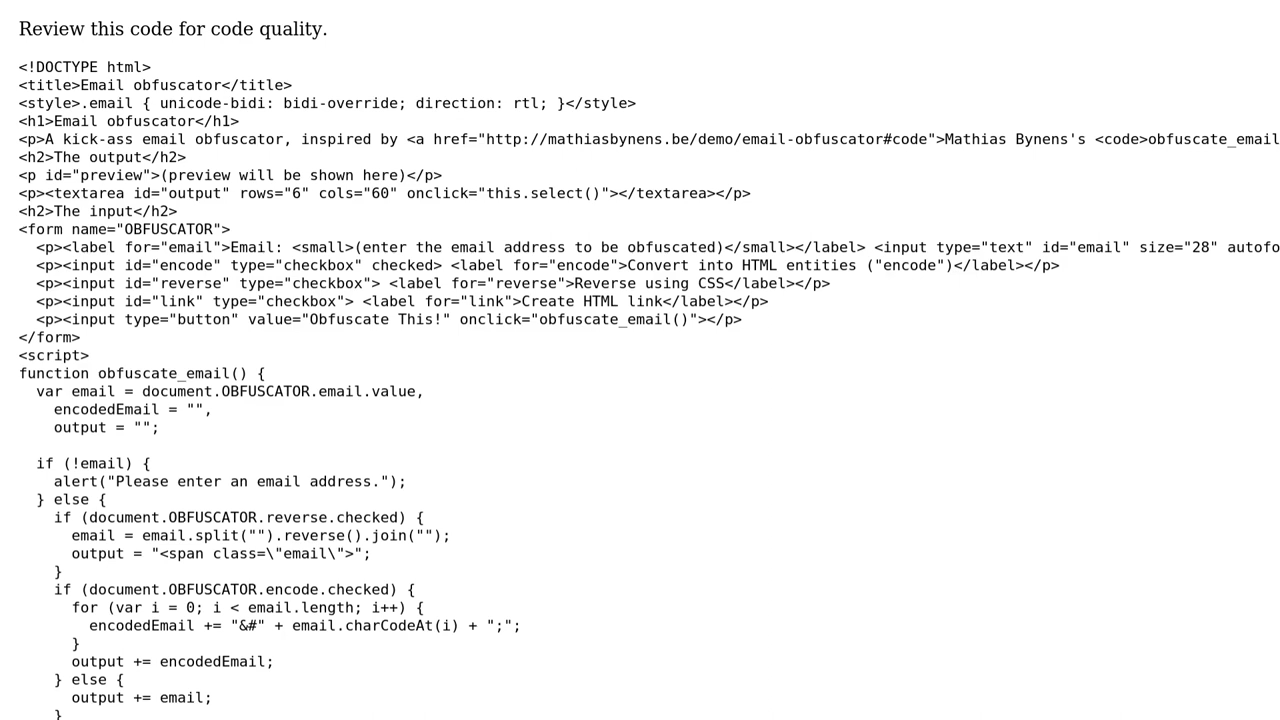 Review this code for code quality.
<!DOCTYPE html>
<title>Email obfuscator</title>
<style>.email { unicode-bidi: bidi-override; direction: rtl; }</style>
<h1>Email obfuscator</h1>
<p>A kick-ass email obfuscator, inspired by <a href="http://mathiasbynens.be/demo/email-obfuscator#code">Mathias Bynens's <code>obfuscate_email
<h2>The output</h2>
<p id="preview">(preview will be shown here)</p>
<p><textarea id="output" rows="6" cols="60" onclick="this.select()"></textarea></p>
<h2>The input</h2>
<form name="OBFUSCATOR">
  <p><label for="email">Email: <small>(enter the email address to be obfuscated)</small></label> <input type="text" id="email" size="28" autofo
  <p><input id="encode" type="checkbox" checked> <label for="encode">Convert into HTML entities ("encode")</label></p>
  <p><input id="reverse" type="checkbox"> <label for="reverse">Reverse using CSS</label></p>
  <p><input id="link" type="checkbox"> <label for="link">Create HTML link</label></p>
  <p><input type="button" value="Obfuscate This!" onclick="obfuscate_email()"></p>
</form>
<script>
function obfuscate_email() {
  var email = document.OBFUSCATOR.email.value,
    encodedEmail = "",
    output = "";

  if (!email) {
    alert("Please enter an email address.");
  } else {
    if (document.OBFUSCATOR.reverse.checked) {
      email = email.split("").reverse().join("");
      output = "<span class=\"email\">";
    }
    if (document.OBFUSCATOR.encode.checked) {
      for (var i = 0; i < email.length; i++) {
        encodedEmail += "&#" + email.charCodeAt(i) + ";";
      }
      output += encodedEmail;
    } else {
      output += email;
    }